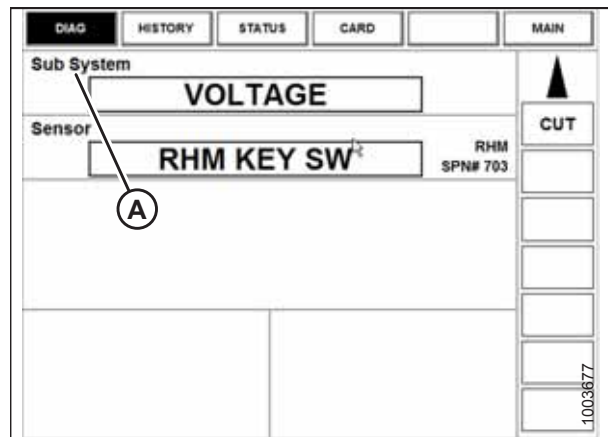 DIAG HISTORY STATUS CARD MAIN
Sub System
VOLTAGE
CUT
Sensor
RHM KEY SW
RHM
SPN# 703
A
1003677